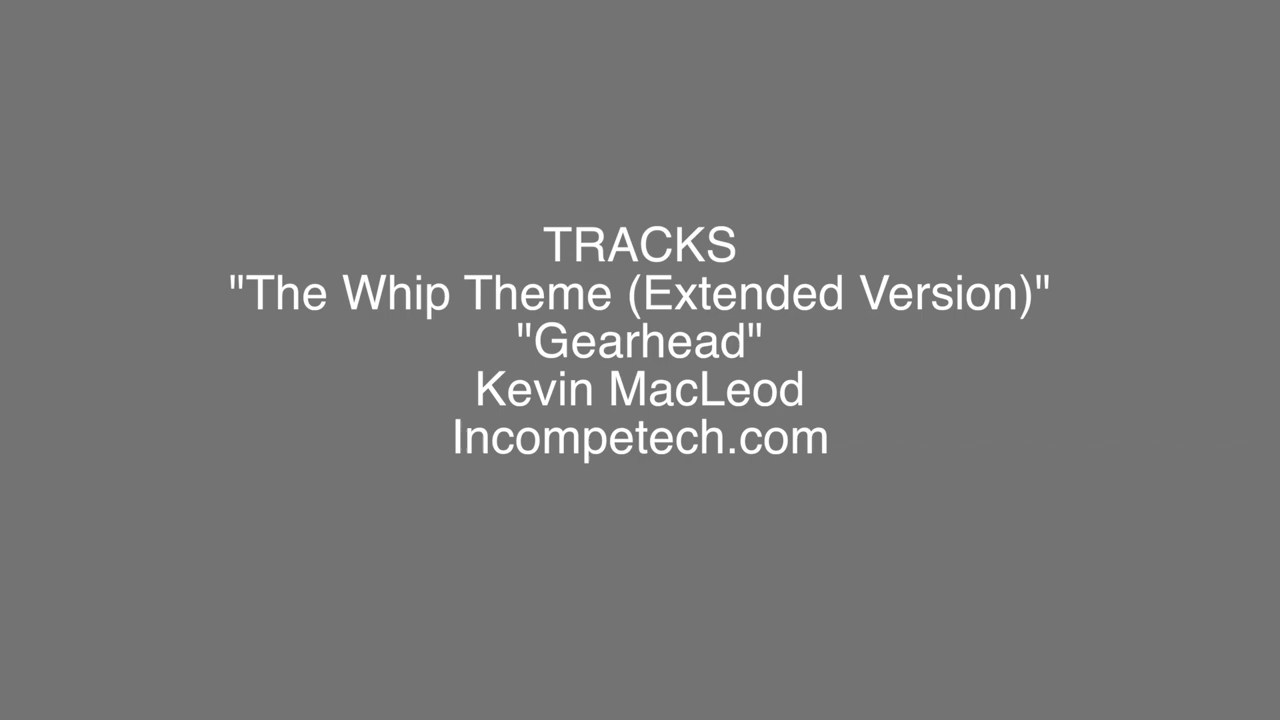 TRACKS
"The Whip Theme (Extended Version)"
"Gearhead"
Kevin MacLeod
Incompetech.com